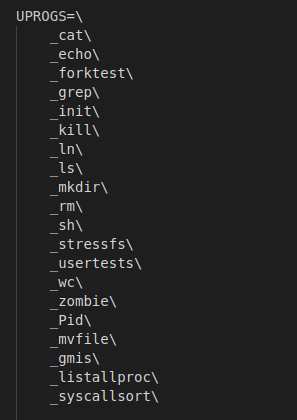 UPROGS=\
_cat\
_echo\
_forktest\
_grep\
_init\
_kill\
_ln\
_ls\
_mkdir\
_rm\
_sh\
_stressfs\
_usertests\
_wc\
_zombie\
_Pid\
_mvfile\
_gmis\
_listallproc\
_syscallsort\